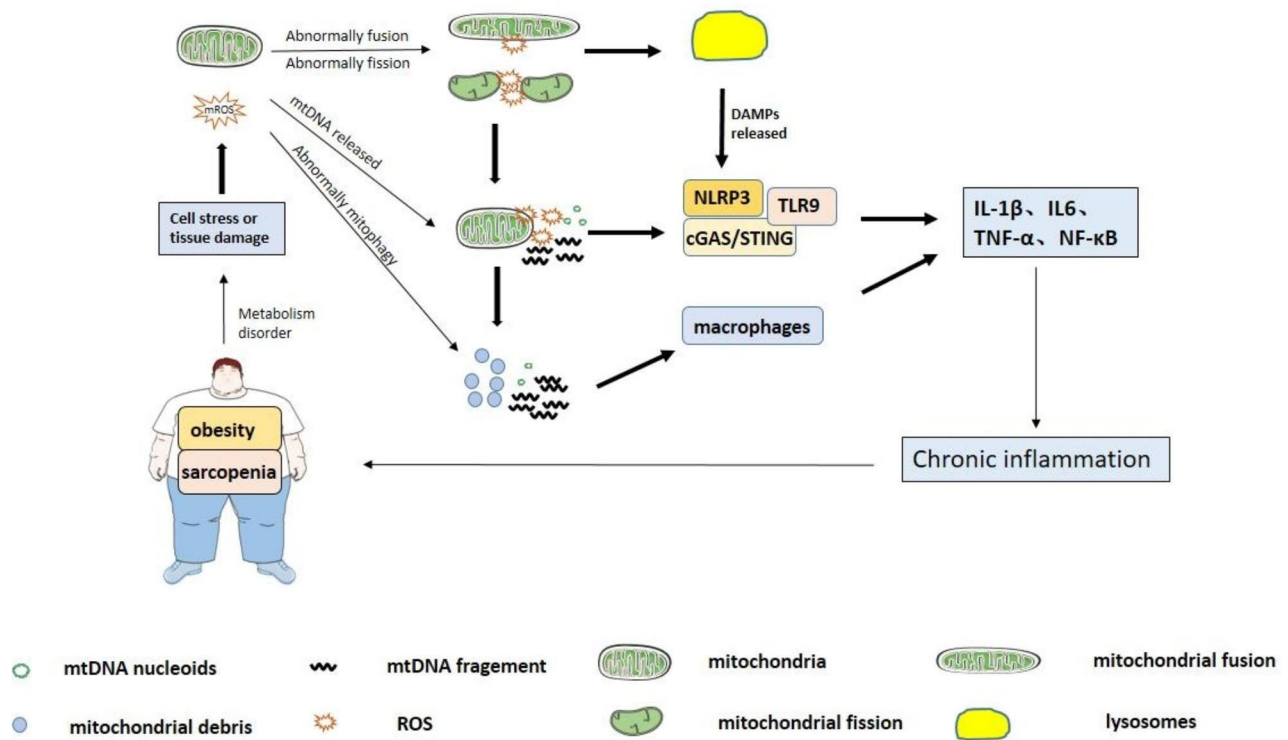 Abnormally fusion
Abnormally fission
mROS
mtDNA released
Abnormally mitophagy
DAMPs
released
Cell stress or
tissue damage
NLRP3
TLR9
cGAS/STING
IL-1β、IL6、
TNF-α、NF-κB
Metabolism
disorder
macrophages
obesity
sarcopenia
Chronic inflammation
mtDNA nucleoids
mtDNA fragement
mitochondria
mitochondrial fusion
mitochondrial debris
ROS
mitochondrial fission
lysosomes